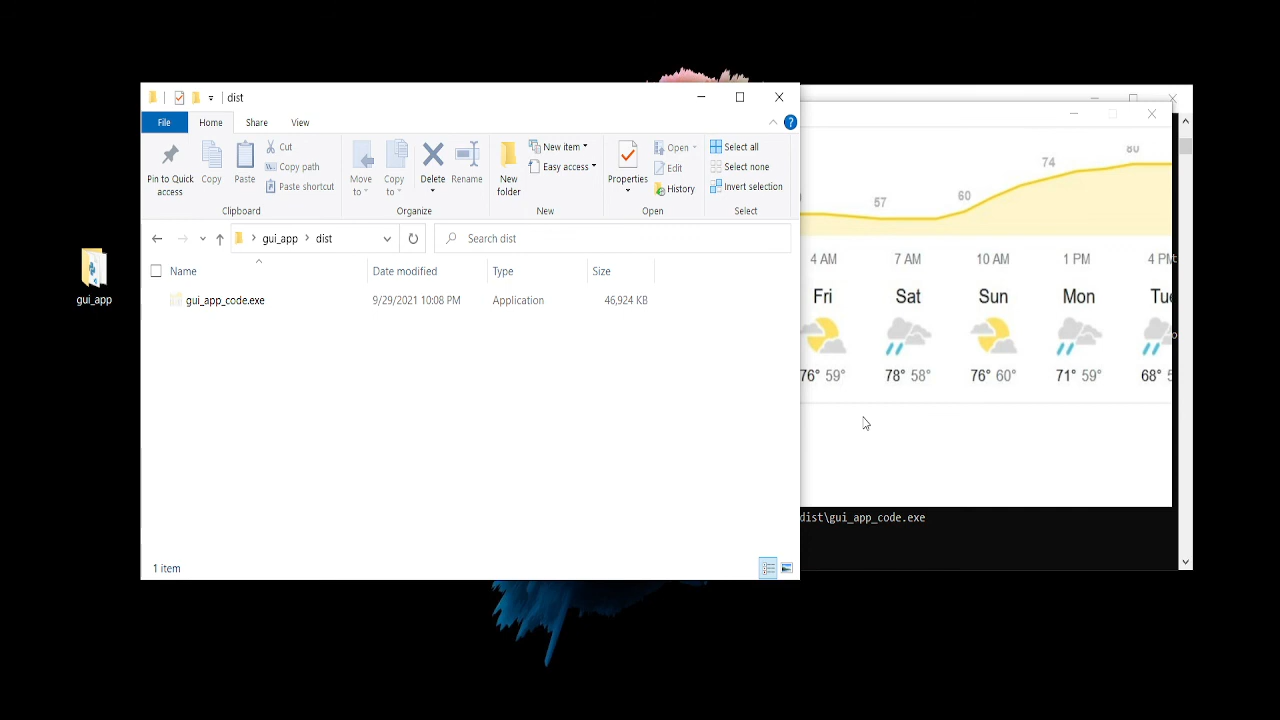 dist
File Home Share View
Pin to Quick access
Copy
Paste
Cut
Copy path
Paste shortcut
Clipboard
Move to
Copy to
Delete
Rename
Organize
New folder
New item
Easy access
New
Properties
Open
Edit
History
Open
Select all
Select none
Invert selection
Select
gui_app dist
Search dist
Name Date modified Type Size
gui_app_code.exe 9/29/2021 10:08 PM Application 46,924 KB
1 item
gui_app
57 60 74 80
4 AM 7 AM 10 AM 1 PM 4 PM
Fri Sat Sun Mon Tue
76° 59° 78° 58° 76° 60° 71° 59° 68°
dist\gui_app_code.exe